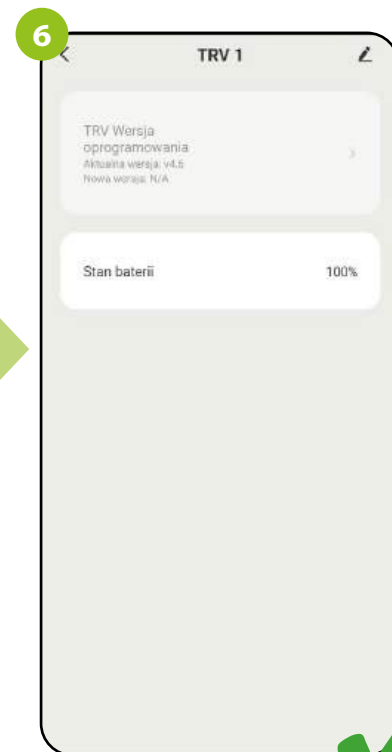 6
TRV 1
TRV Wersja
oprogramowania
Aktualna wersja: v4.6
Nowa wersja: N/A
Stan baterii 100%